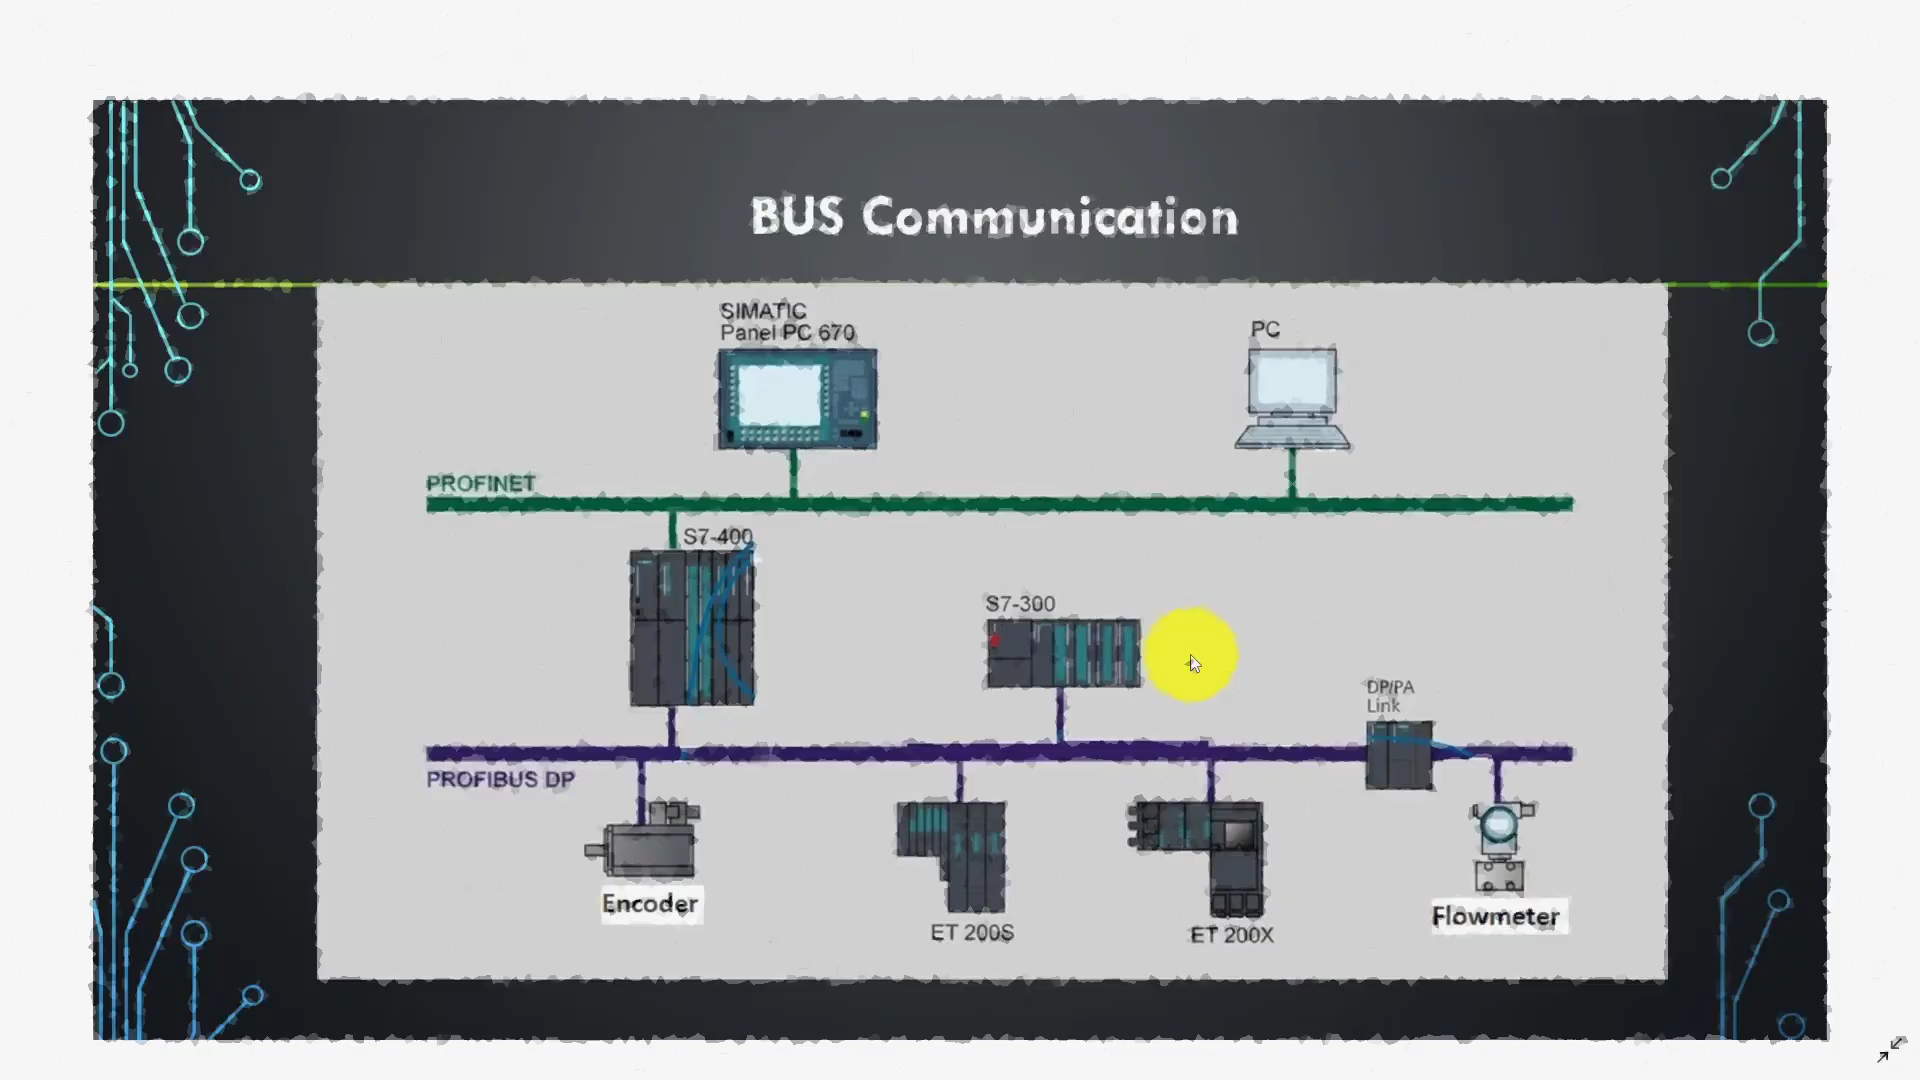 BUS Communication
SIMATIC
Panel PC 670
PC
PROFINET
S7-400
S7-300
DP/PA
Link
PROFIBUS DP
Encoder
ET 200S
ET 200X
Flowmeter